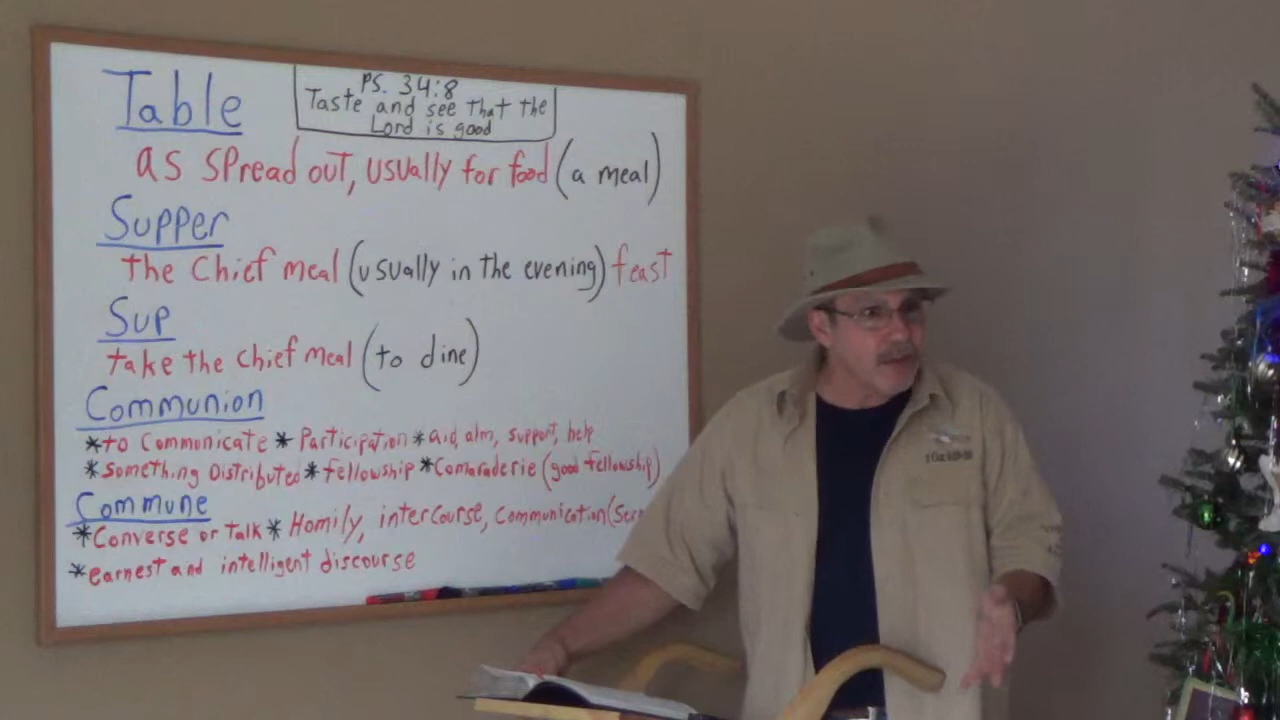 Table
PS. 34:8
Taste and see that the
Lord is good
as spread out, usually for food (a meal)
Supper
the Chief meal (usually in the evening) feast
Sup
take the chief meal (to dine)
Communion
*to Communicate * Participation * aid, alm, support, help
*something Distributed * fellowship * Comaraderie (good fellowship)
Commune
*Converse or Talk * Homily, intercourse, Communication (Ser
*earnest and intelligent discourse